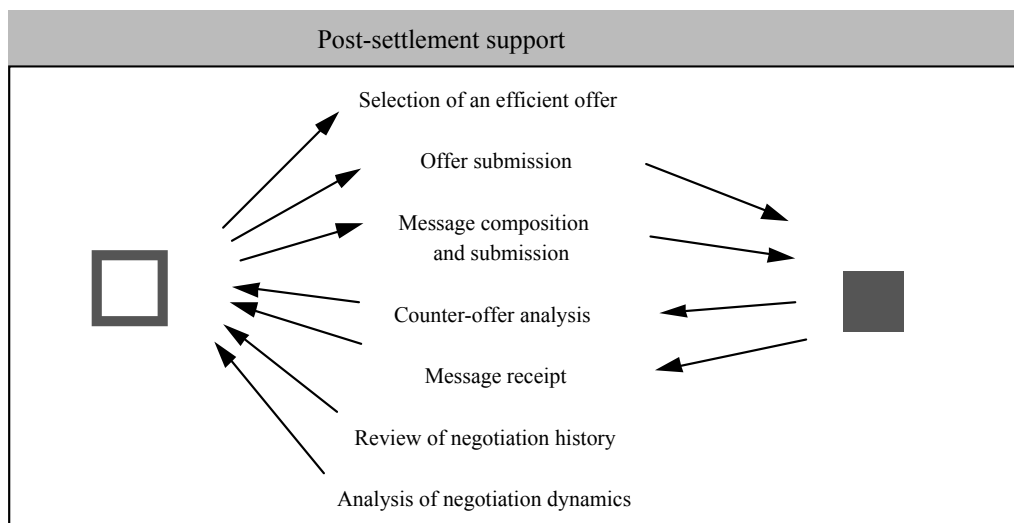 Post-settlement support
Selection of an efficient offer
Offer submission
Message composition
and submission
Counter-offer analysis
Message receipt
Review of negotiation history
Analysis of negotiation dynamics